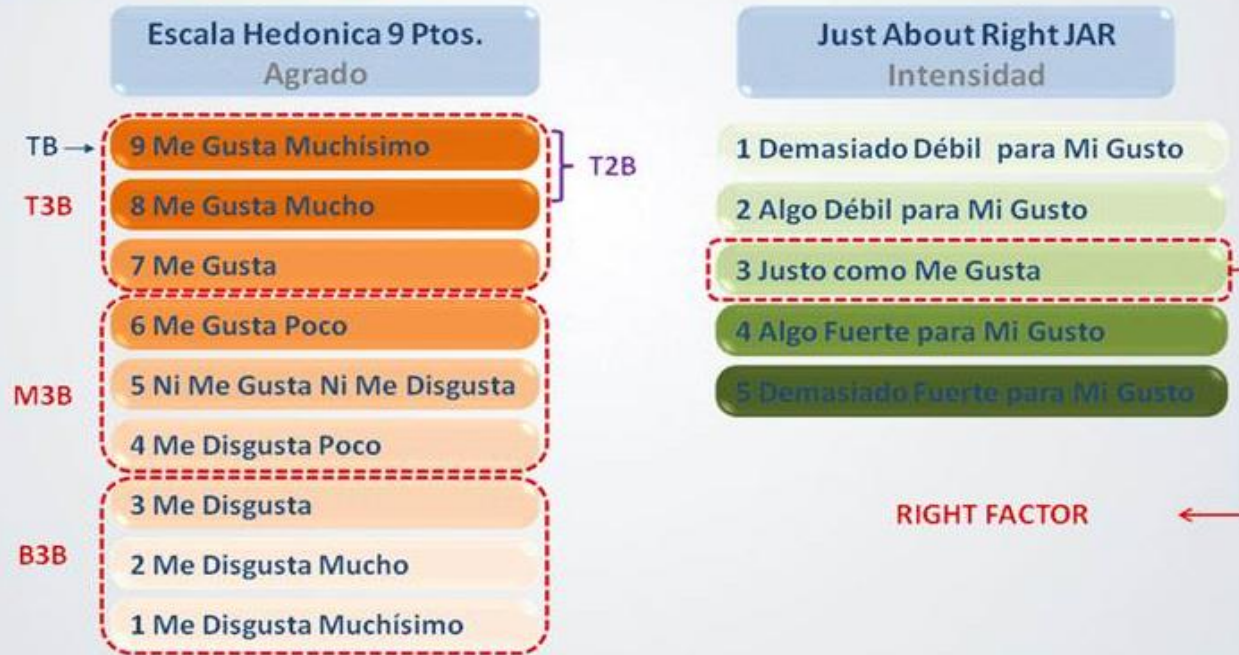 Escala Hedonica 9 Ptos.
Agrado
TB
9 Me Gusta Muchísimo
T2B
T3B
8 Me Gusta Mucho
7 Me Gusta
6 Me Gusta Poco
M3B
5 Ni Me Gusta Ni Me Disgusta
4 Me Disgusta Poco
3 Me Disgusta
B3B
2 Me Disgusta Mucho
1 Me Disgusta Muchísimo
Just About Right JAR
Intensidad
1 Demasiado Débil para Mi Gusto
2 Algo Débil para Mi Gusto
3 Justo como Me Gusta
4 Algo Fuerte para Mi Gusto
5 Demasiado Fuerte para Mi Gusto
RIGHT FACTOR